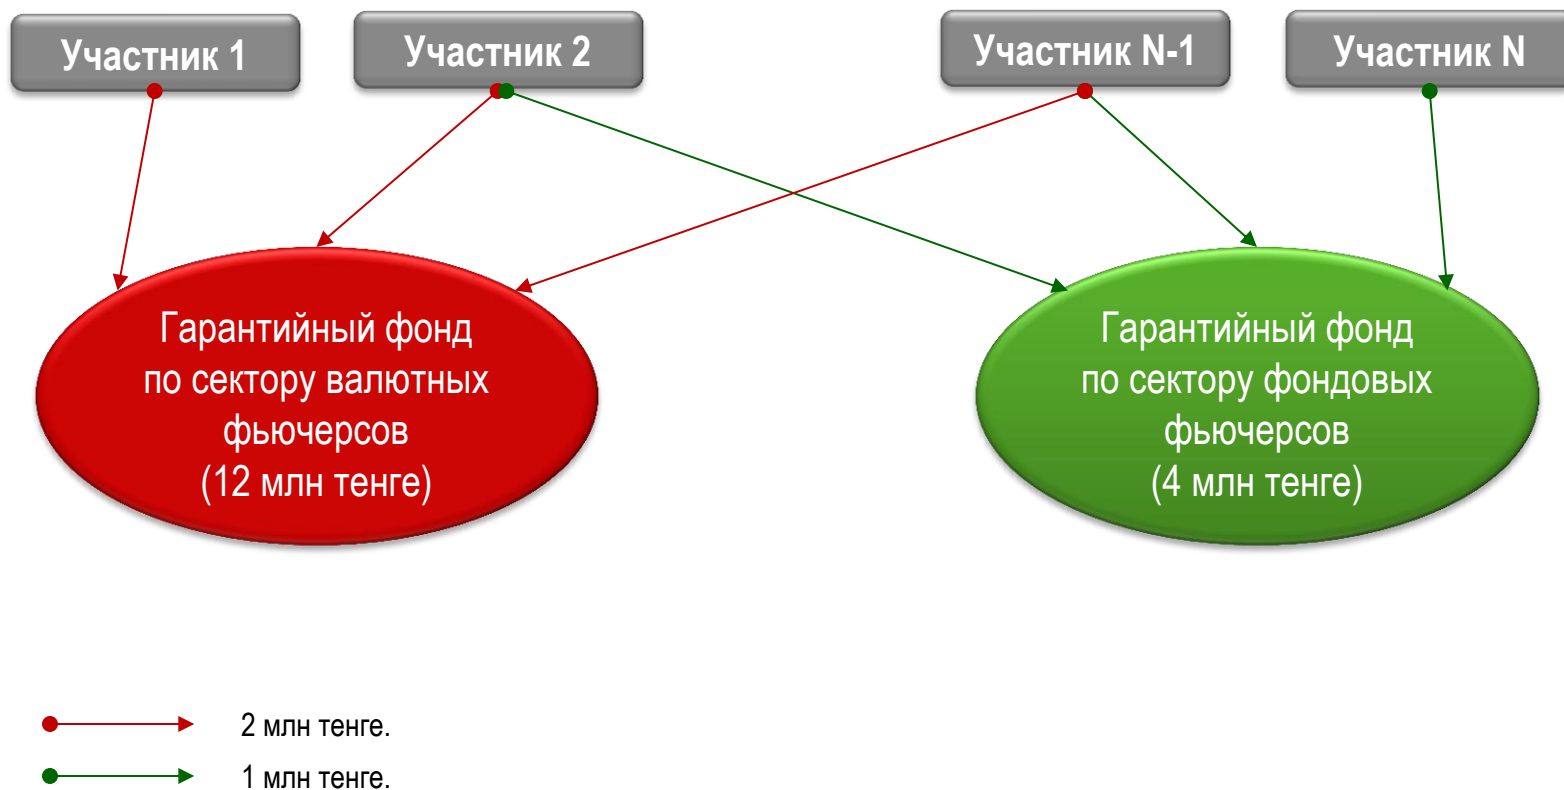 Участник 1
Участник 2
Участник N-1
Участник N
Гарантийный фонд
по сектору валютных
фьючерсов
(12 млн тенге)
Гарантийный фонд
по сектору фондовых
фьючерсов
(4 млн тенге)
2 млн тенге.
1 млн тенге.